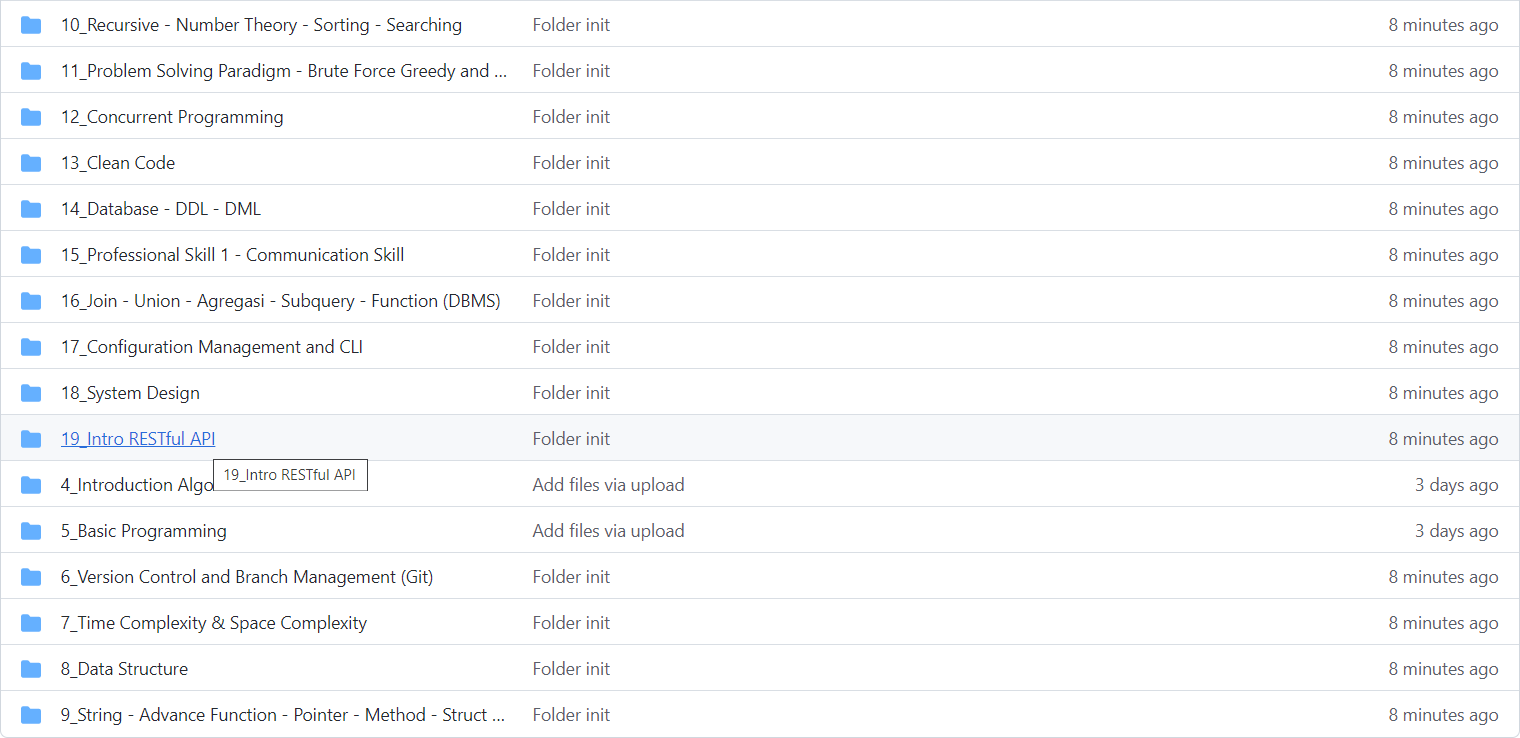 10_Recursive - Number Theory - Sorting - Searching Folder init 8 minutes ago
11_Problem Solving Paradigm - Brute Force Greedy and ... Folder init 8 minutes ago
12_Concurrent Programming Folder init 8 minutes ago
13_Clean Code Folder init 8 minutes ago
14_Database - DDL - DML Folder init 8 minutes ago
15_Professional Skill 1 - Communication Skill Folder init 8 minutes ago
16_Join - Union - Agregasi - Subquery - Function (DBMS) Folder init 8 minutes ago
17_Configuration Management and CLI Folder init 8 minutes ago
18_System Design Folder init 8 minutes ago
19_Intro RESTful API Folder init 8 minutes ago
19_Intro RESTful API
4_Introduction Algo Add files via upload 3 days ago
5_Basic Programming Add files via upload 3 days ago
6_Version Control and Branch Management (Git) Folder init 8 minutes ago
7_Time Complexity & Space Complexity Folder init 8 minutes ago
8_Data Structure Folder init 8 minutes ago
9_String - Advance Function - Pointer - Method - Struct ... Folder init 8 minutes ago